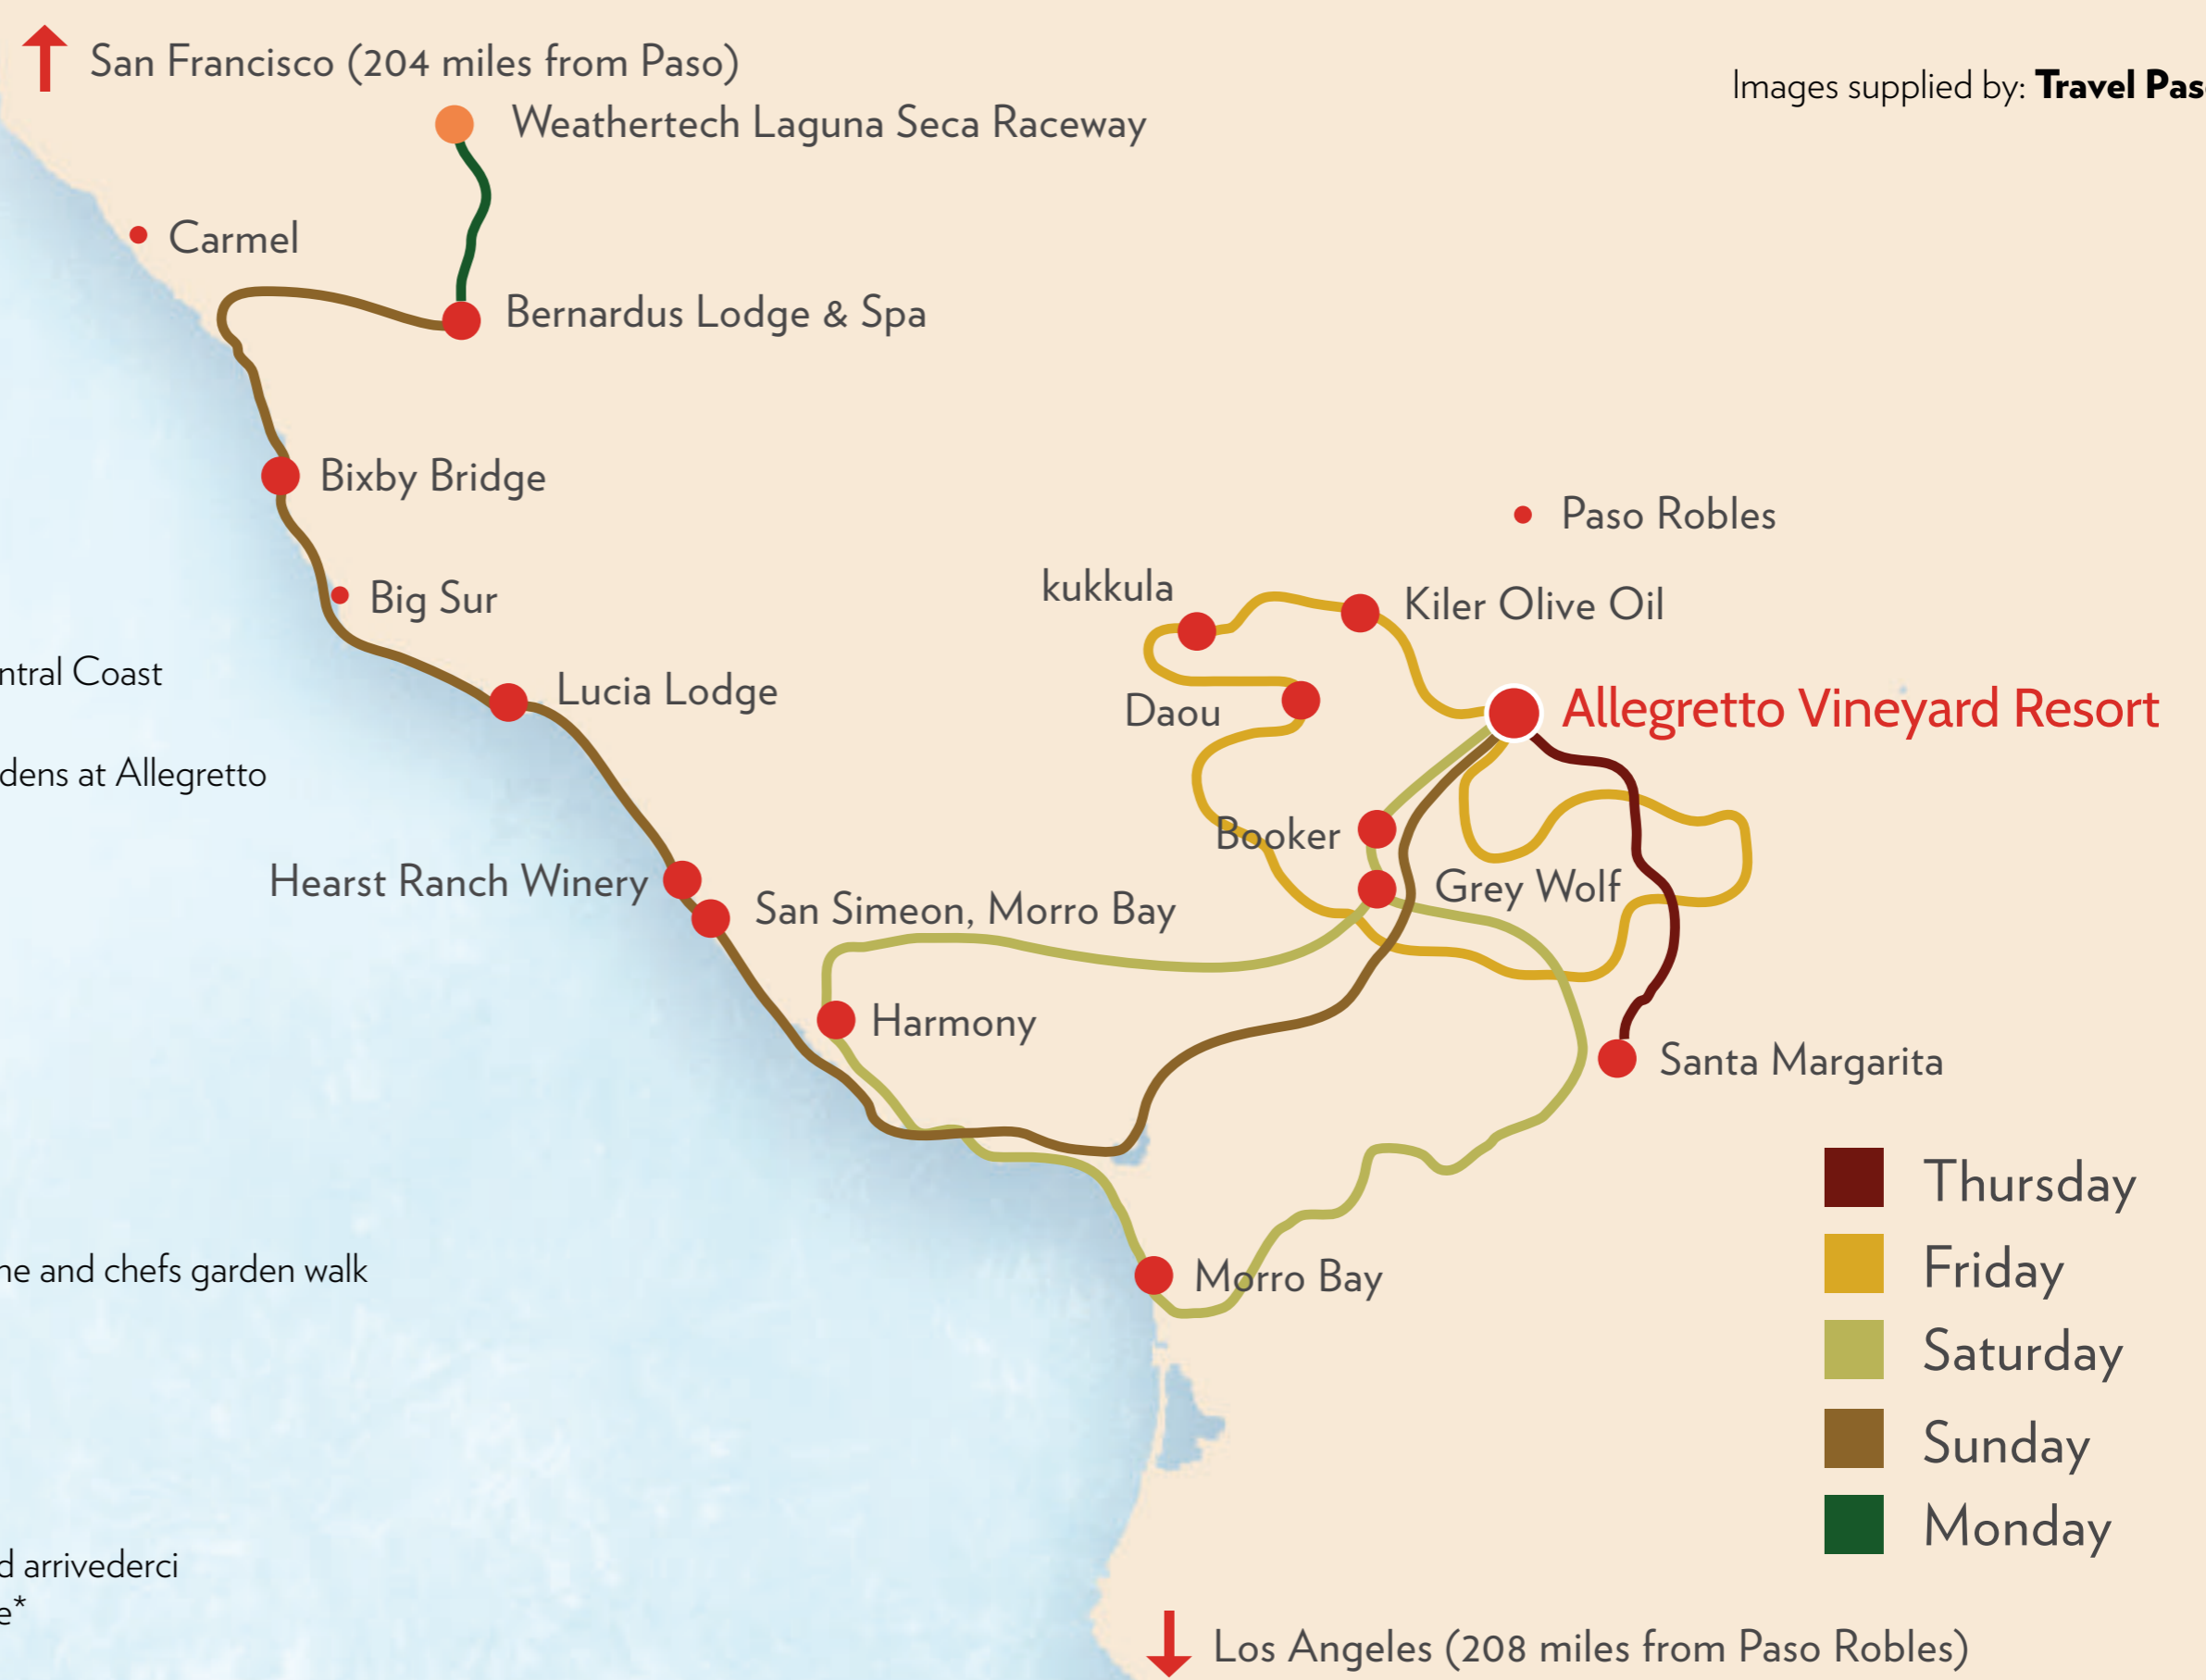 San Francisco (204 miles from Paso)
Images supplied by: Travel Pas
Weathertech Laguna Seca Raceway
Carmel
Bernardus Lodge & Spa
Bixby Bridge
Paso Robles
kukkula
Kiler Olive Oil
Big Sur
ntral Coast
Lucia Lodge
Daou
Allegretto Vineyard Resort
dens at Allegretto
Booker
Hearst Ranch Winery
Grey Wolf
San Simeon, Morro Bay
Harmony
Santa Margarita
Thursday
he and chefs garden walk
Morro Bay
Friday
Saturday
Sunday
Monday
d arrivederci
e*
Los Angeles (208 miles from Paso Robles)